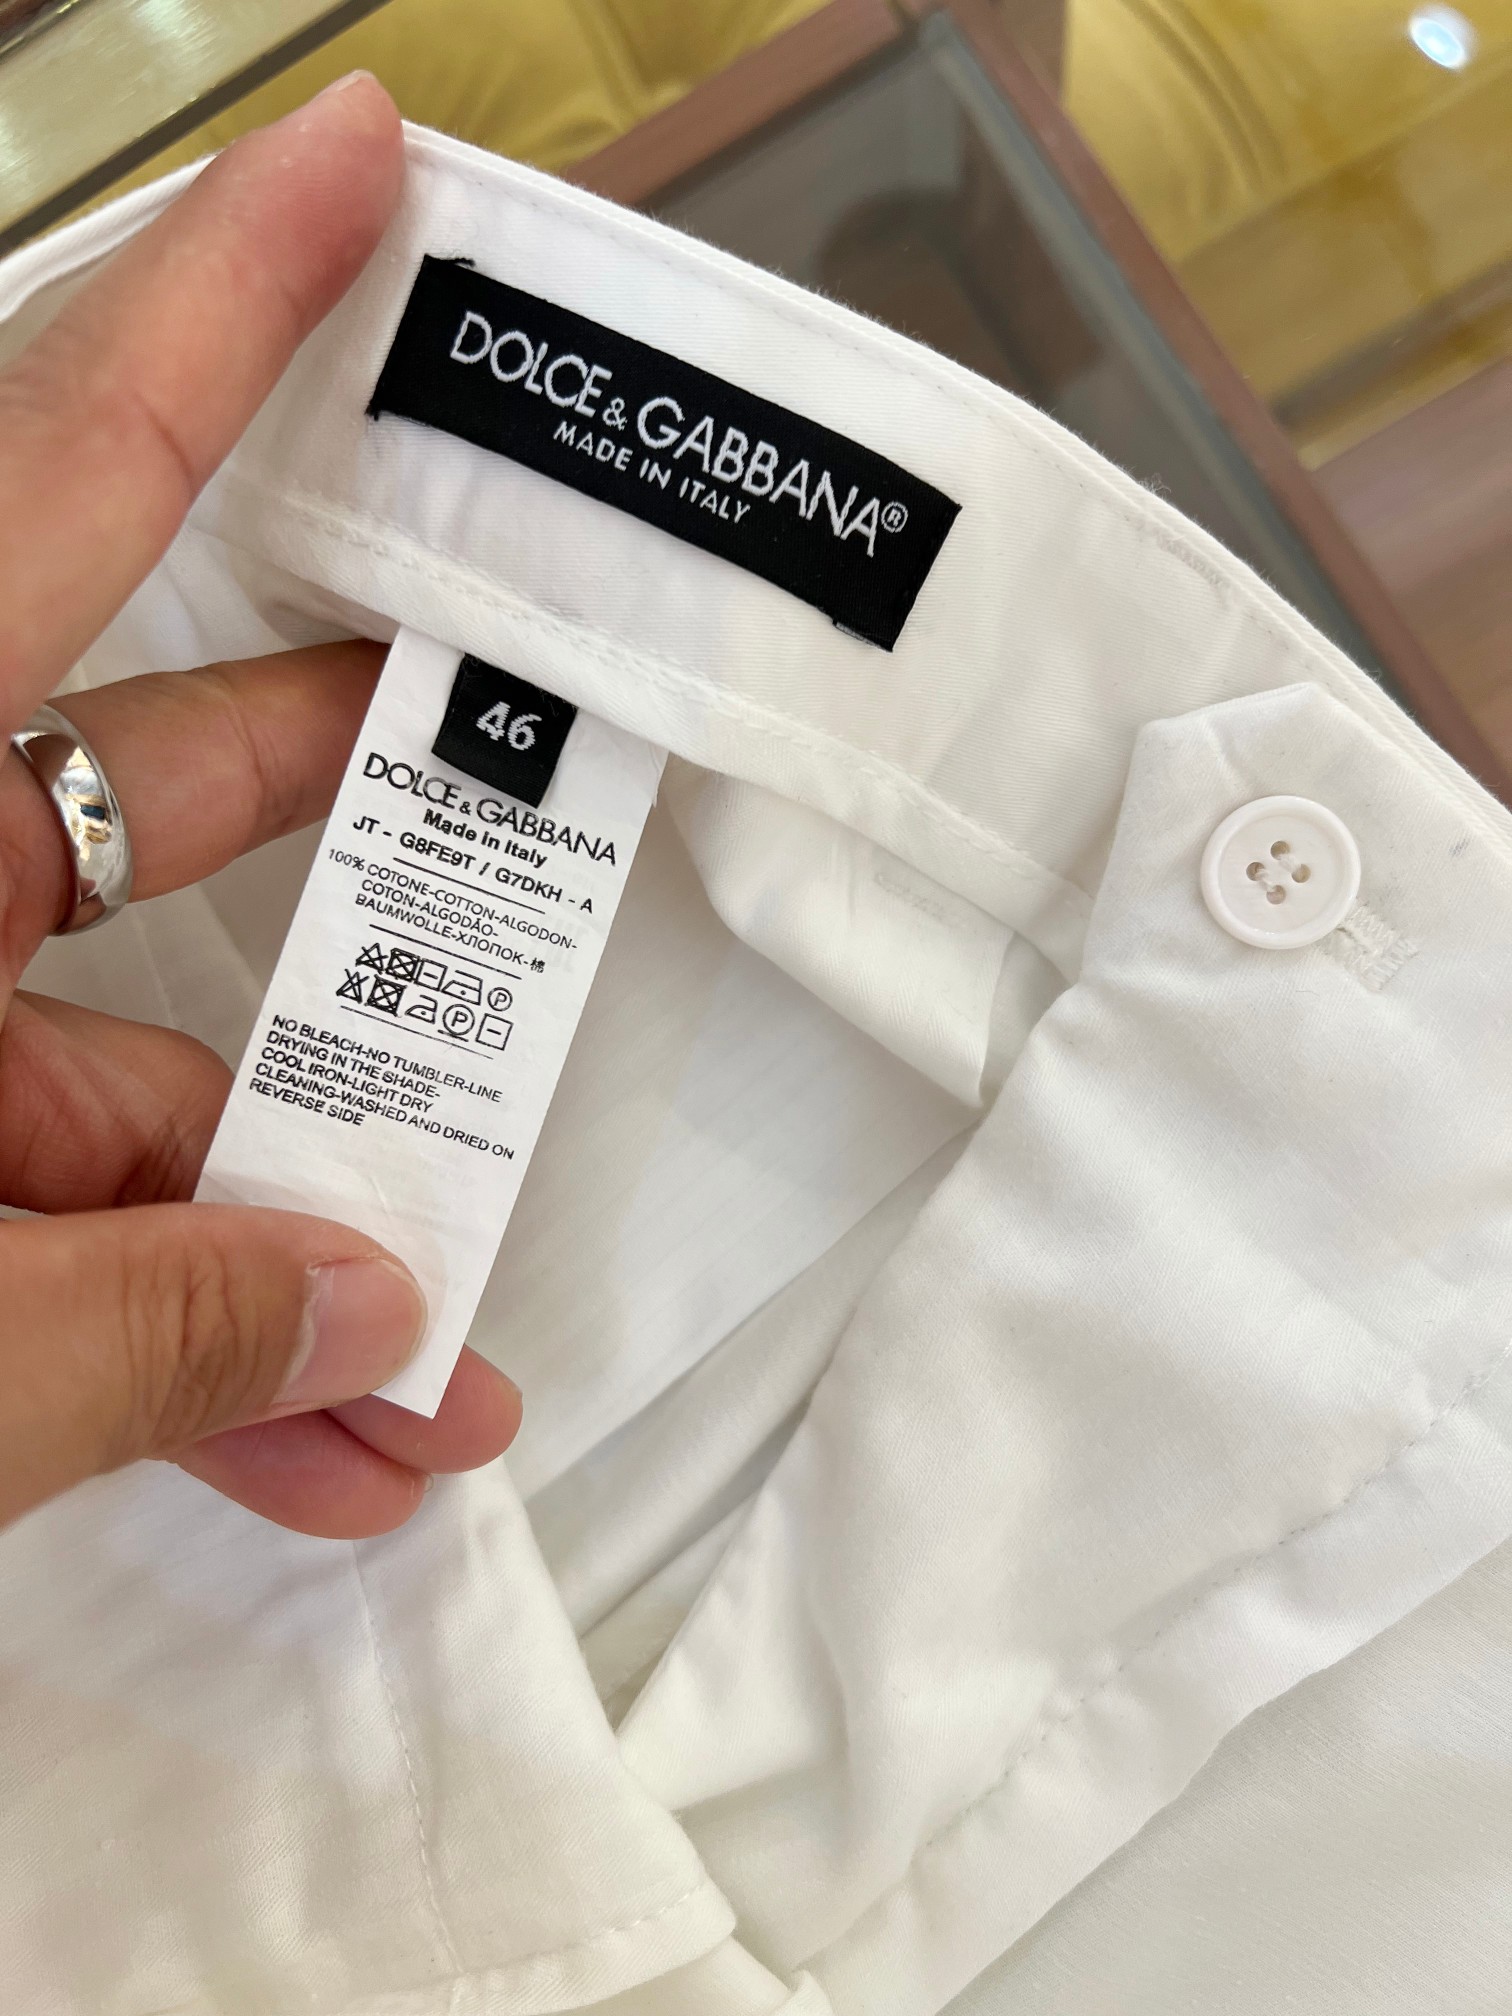 DOLCE & GABBANA®
MADE IN ITALY
46
DOLCE & GABBANA
Made in Italy
JT - G8FE9T / G7DKH - A
100% COTONE-COTTON-ALGODON-
COTON-ALGODÃO-
BAUMWOLLE-ХЛОПОК-棉
P
P
NO BLEACH-NO TUMBLER-LINE
DRYING IN THE SHADE-
COOL IRON-LIGHT DRY
CLEANING-WASHED AND DRIED ON
REVERSE SIDE